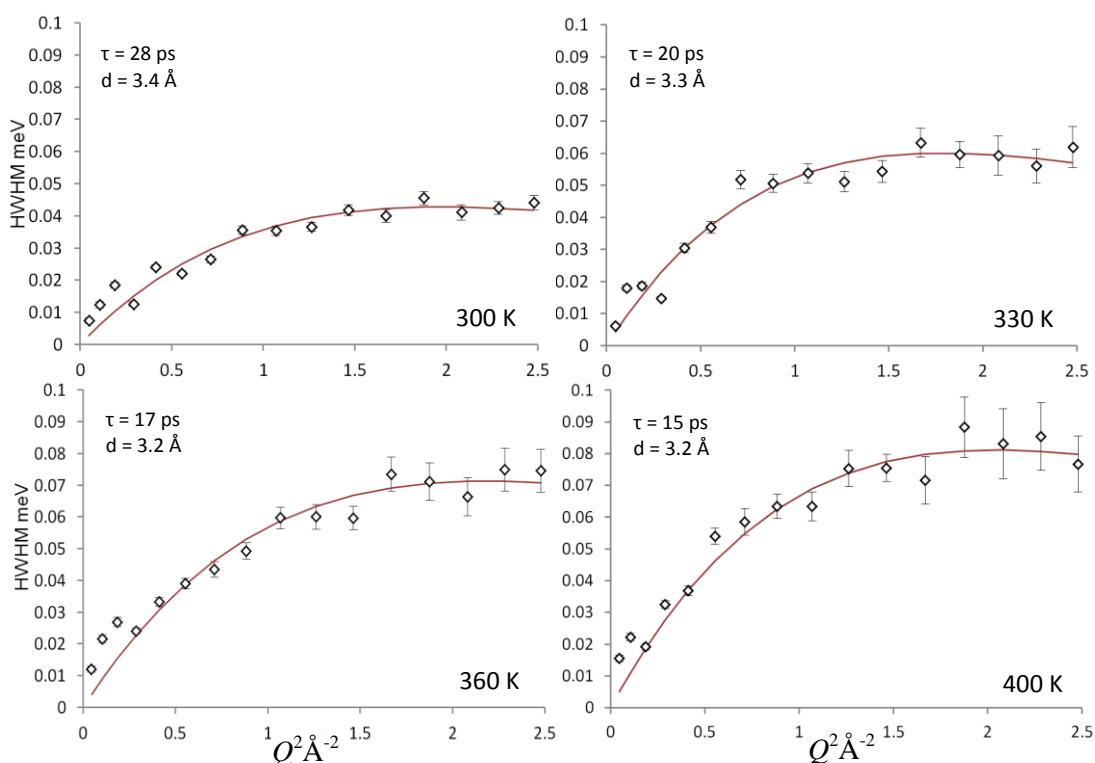 τ = 28 ps
d = 3.4 Å
HWHM meV
0.1
0.09
0.08
0.07
0.06
0.05
0.04
0.03
0.02
0.01
0
0 0.5 1 1.5 2 2.5
300 K
τ = 20 ps
d = 3.3 Å
0.1
0.09
0.08
0.07
0.06
0.05
0.04
0.03
0.02
0.01
0
0 0.5 1 1.5 2 2.5
330 K
τ = 17 ps
d = 3.2 Å
HWHM meV
0.1
0.09
0.08
0.07
0.06
0.05
0.04
0.03
0.02
0.01
0
0 0.5 1 1.5 2 2.5
360 K
Q²Å⁻²
τ = 15 ps
d = 3.2 Å
0.1
0.09
0.08
0.07
0.06
0.05
0.04
0.03
0.02
0.01
0
0 0.5 1 1.5 2 2.5
400 K
Q²Å⁻²